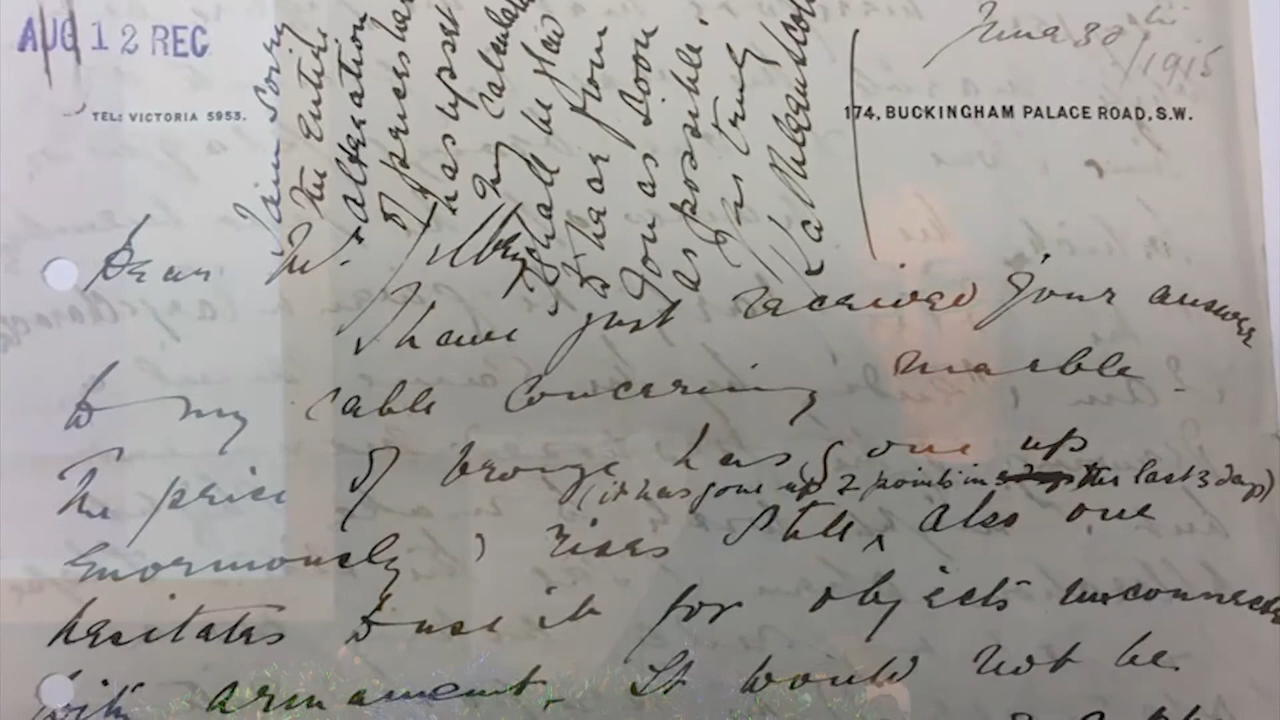 AUG 12 REC
June 30th
/1915
TEL: VICTORIA 5953.
174, BUCKINGHAM PALACE ROAD, S.W.
I am sorry
the entire
alteration
of prices has
has upset
my calculations
I shall be glad
to hear from
you as soon
as possible.
Yrs truly
Kathleen Scott
Dear Mr.
I have just received your answer
to my cable concerning marble.
The price of bronze has gone up
(it has gone up 2 points in the last 3 days)
enormously & rises still, also one
hesitates to use it for objects unconnected
with armament. It would not be